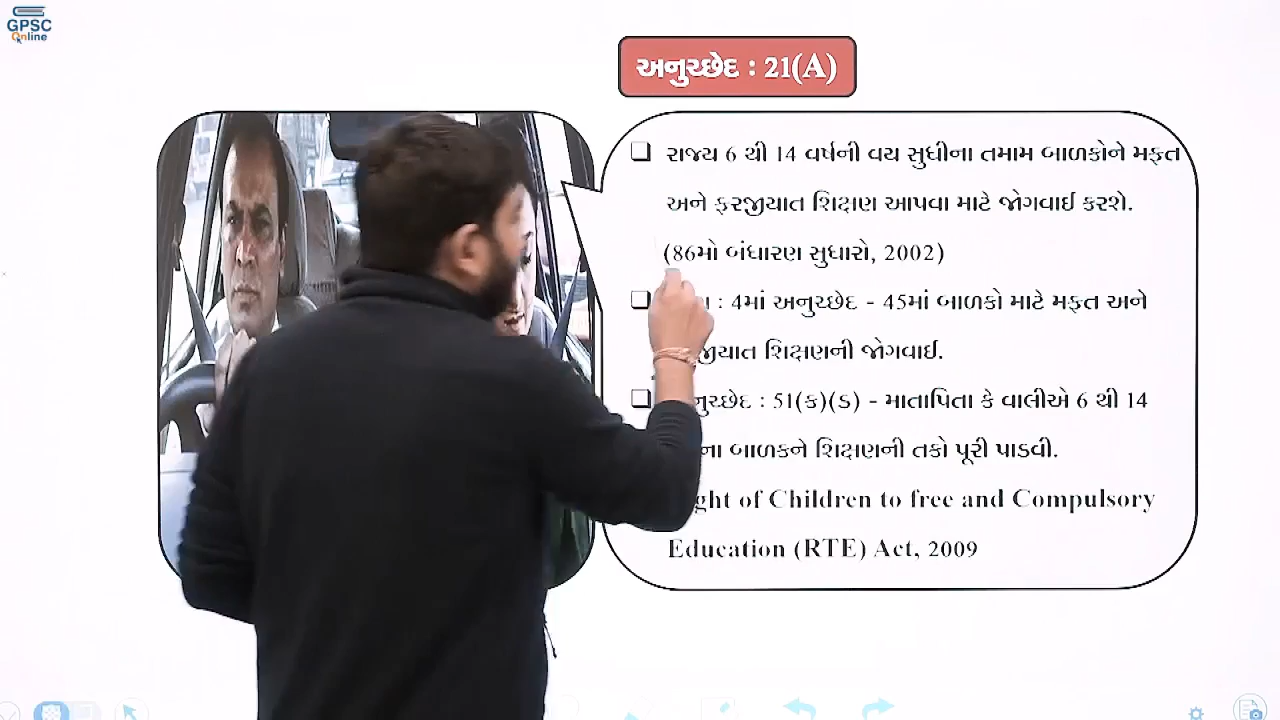 GPSC
Online
અનુચ્છેદ : 21(A)
રાજ્ય 6 થી 14 વર્ષની વય સુધીના તમામ બાળકોને મફત
અને ફરજીયાત શિક્ષણ આપવા માટે જોગવાઈ કરશે.
(86મો બંધારણ સુધારો, 2002)
: 4માં અનુચ્છેદ - 45માં બાળકો માટે મફત અને
શિક્ષણની જોગવાઈ.
: 51(ક)(ડ) - માતાપિતા કે વાલીએ 6 થી 14
બાળકને શિક્ષણની તકો પૂરી પાડવી.
of Children to free and Compulsory
Education (RTE) Act, 2009